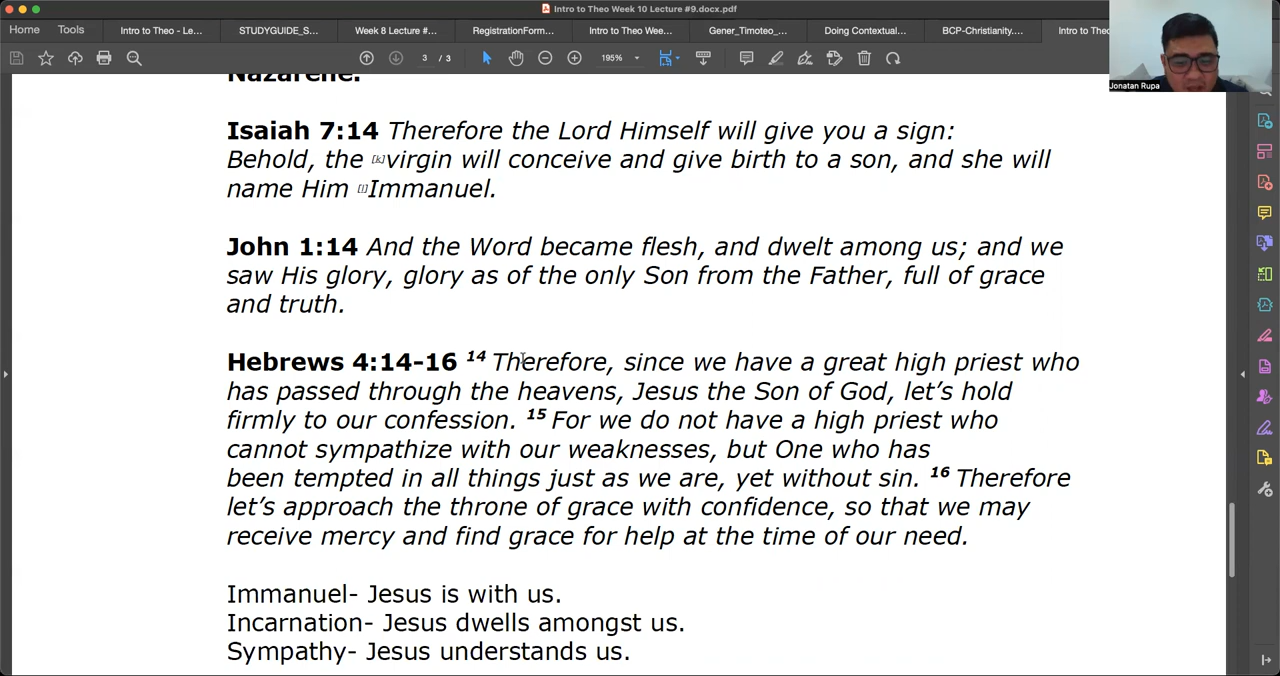 Intro to Theo Week 10 Lecture #9.docx.pdf
Home Tools Intro to Theo - Le... STUDYGUIDE_S... Week 8 Lecture #... RegistrationForm... Intro to Theo Wee... Gener_Timoteo_... Doing Contextual... BCP-Christianity.... Intro to Theo
3 / 3 195%
Jonatan Rupa
Nazarene.
Isaiah 7:14 Therefore the Lord Himself will give you a sign:
Behold, the [k]virgin will conceive and give birth to a son, and she will
name Him [l]Immanuel.
John 1:14 And the Word became flesh, and dwelt among us; and we
saw His glory, glory as of the only Son from the Father, full of grace
and truth.
Hebrews 4:14-16 14 Therefore, since we have a great high priest who
has passed through the heavens, Jesus the Son of God, let’s hold
firmly to our confession. 15 For we do not have a high priest who
cannot sympathize with our weaknesses, but One who has
been tempted in all things just as we are, yet without sin. 16 Therefore
let’s approach the throne of grace with confidence, so that we may
receive mercy and find grace for help at the time of our need.
Immanuel- Jesus is with us.
Incarnation- Jesus dwells amongst us.
Sympathy- Jesus understands us.